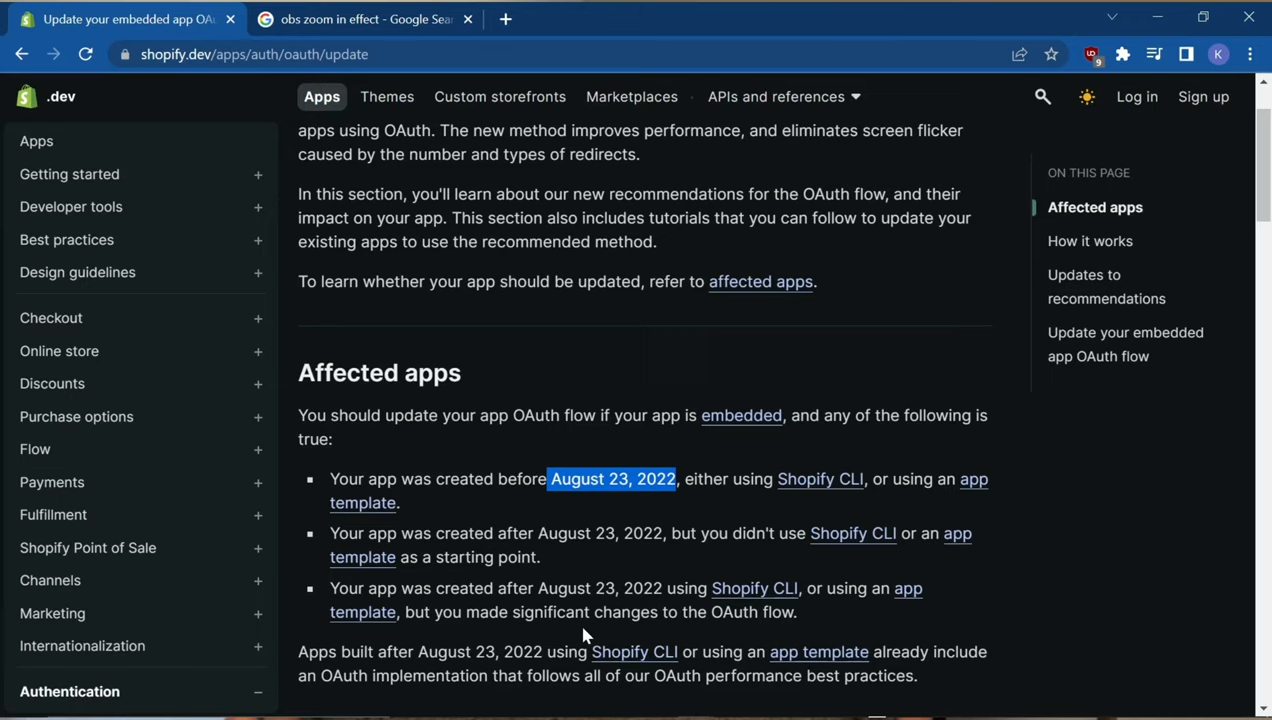 Update your embedded app OA
obs zoom in effect - Google Sea
shopify.dev/apps/auth/oauth/update
9
K
.dev
Apps
Themes
Custom storefronts
Marketplaces
APIs and references
Log in
Sign up
Apps
Getting started
Developer tools
Best practices
Design guidelines
Checkout
Online store
Discounts
Purchase options
Flow
Payments
Fulfillment
Shopify Point of Sale
Channels
Marketing
Internationalization
Authentication
apps using OAuth. The new method improves performance, and eliminates screen flicker
caused by the number and types of redirects.
In this section, you'll learn about our new recommendations for the OAuth flow, and their
impact on your app. This section also includes tutorials that you can follow to update your
existing apps to use the recommended method.
To learn whether your app should be updated, refer to affected apps.
Affected apps
You should update your app OAuth flow if your app is embedded, and any of the following is
true:
Your app was created before August 23, 2022, either using Shopify CLI, or using an app
template.
Your app was created after August 23, 2022, but you didn't use Shopify CLI or an app
template as a starting point.
Your app was created after August 23, 2022 using Shopify CLI, or using an app
template, but you made significant changes to the OAuth flow.
Apps built after August 23, 2022 using Shopify CLI or using an app template already include
an OAuth implementation that follows all of our OAuth performance best practices.
ON THIS PAGE
Affected apps
How it works
Updates to
recommendations
Update your embedded
app OAuth flow